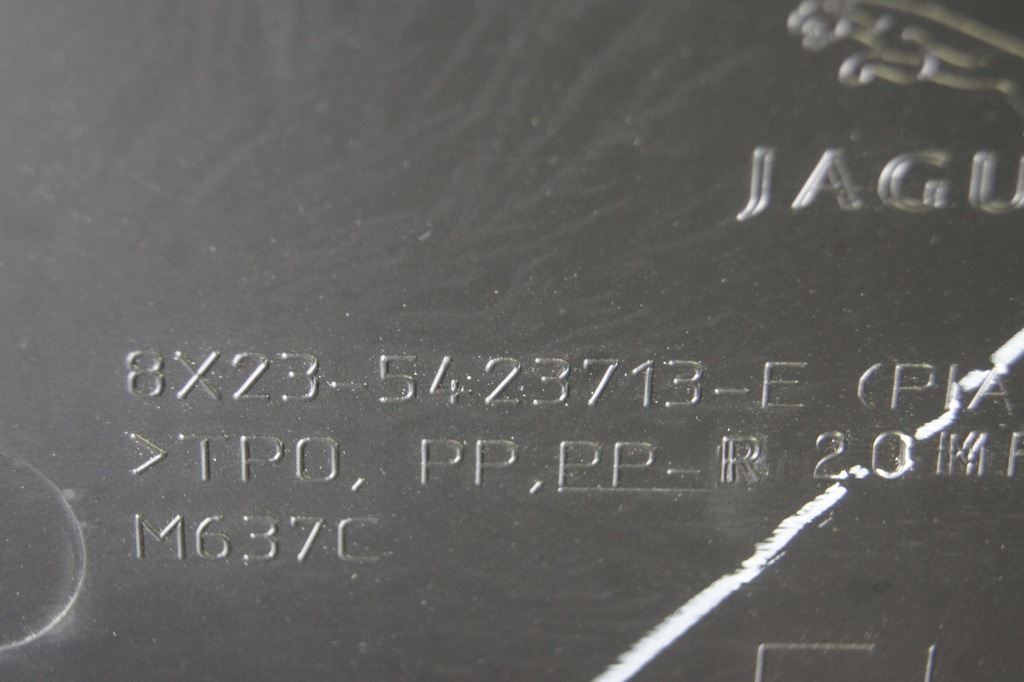 JAGU
8X23-5423713-E (PIA
>TPO, PP,PP-R 20 M
M637C